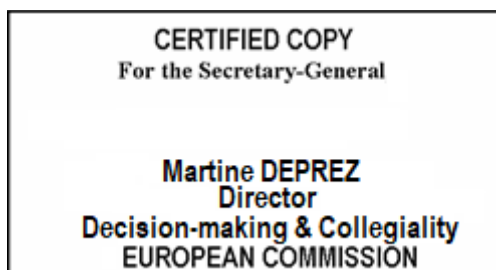 CERTIFIED COPY
For the Secretary-General
Martine DEPREZ
Director
Decision-making & Collegiality
EUROPEAN COMMISSION